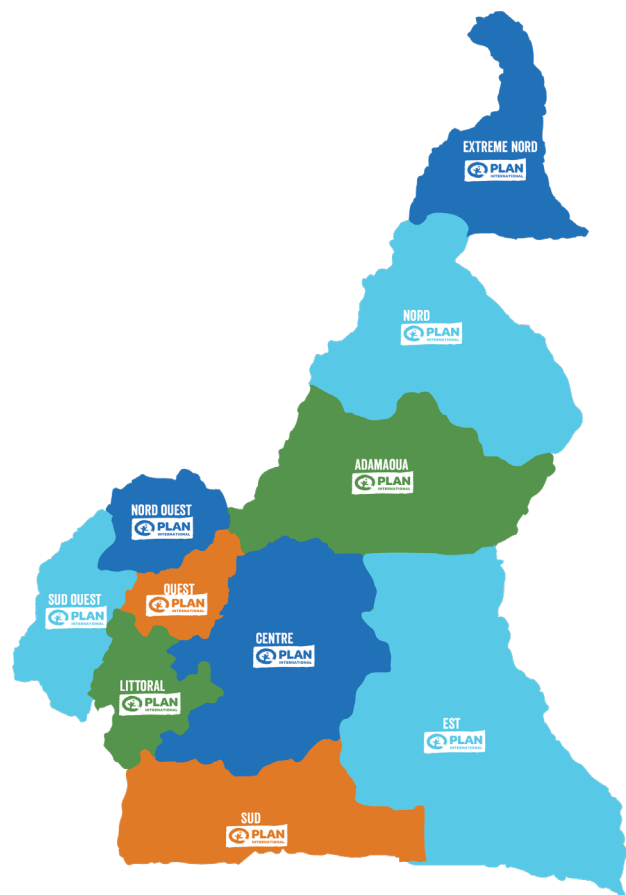 EXTREME NORD
PLAN
INTERNATIONAL
NORD
PLAN
INTERNATIONAL
ADAMAOUA
PLAN
INTERNATIONAL
NORD OUEST
PLAN
INTERNATIONAL
OUEST
PLAN
INTERNATIONAL
SUD OUEST
PLAN
INTERNATIONAL
CENTRE
PLAN
INTERNATIONAL
LITTORAL
PLAN
INTERNATIONAL
EST
PLAN
INTERNATIONAL
SUD
PLAN
INTERNATIONAL